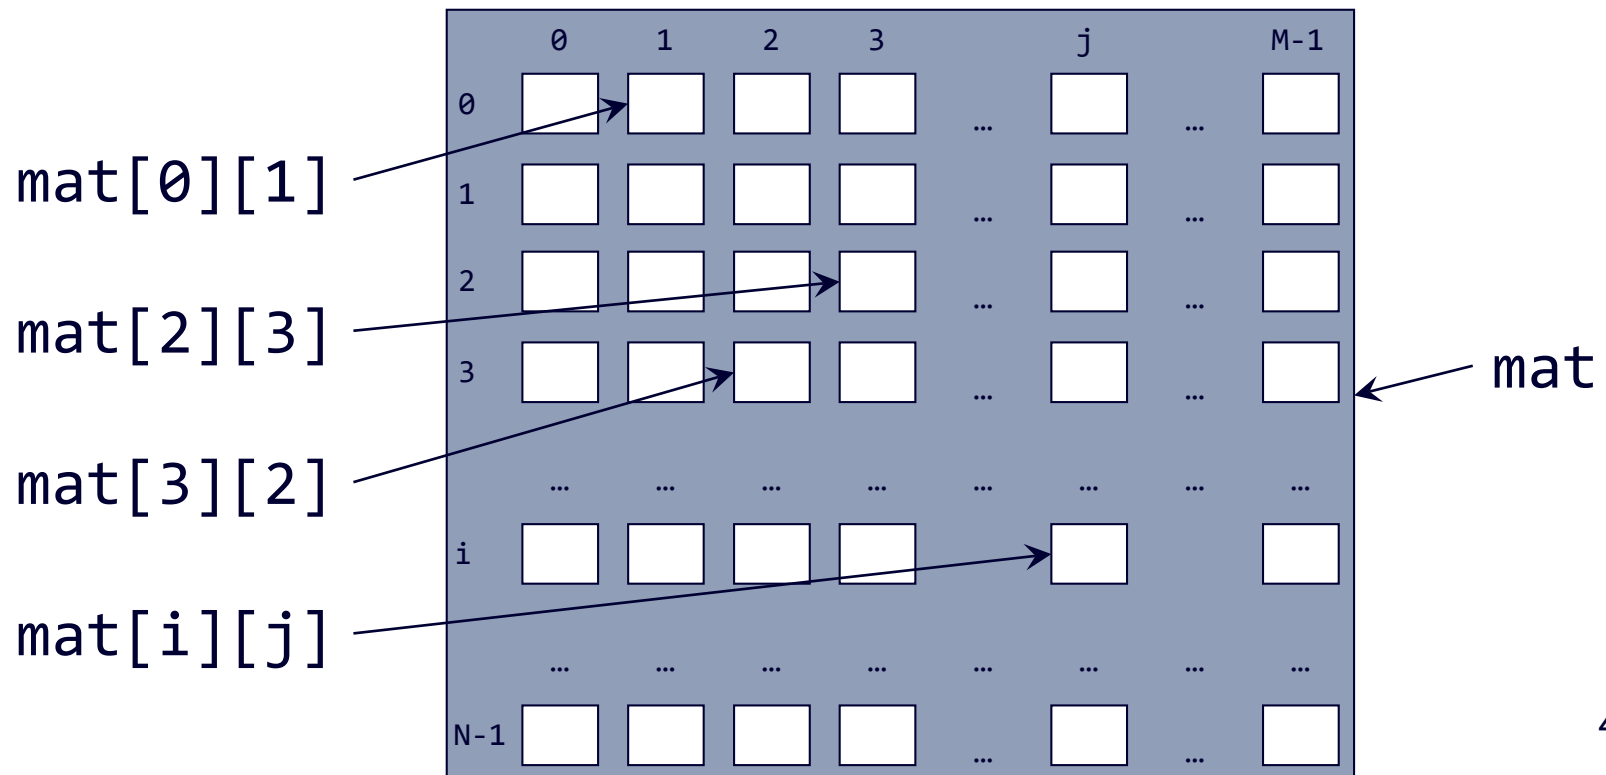 0 1 2 3 j M-1
0 … …
mat[0][1]
1 … …
2 … …
mat[2][3]
3 … …
mat
mat[3][2]
… … … … … … … …
i
mat[i][j]
… … … … … … … …
N-1 … …